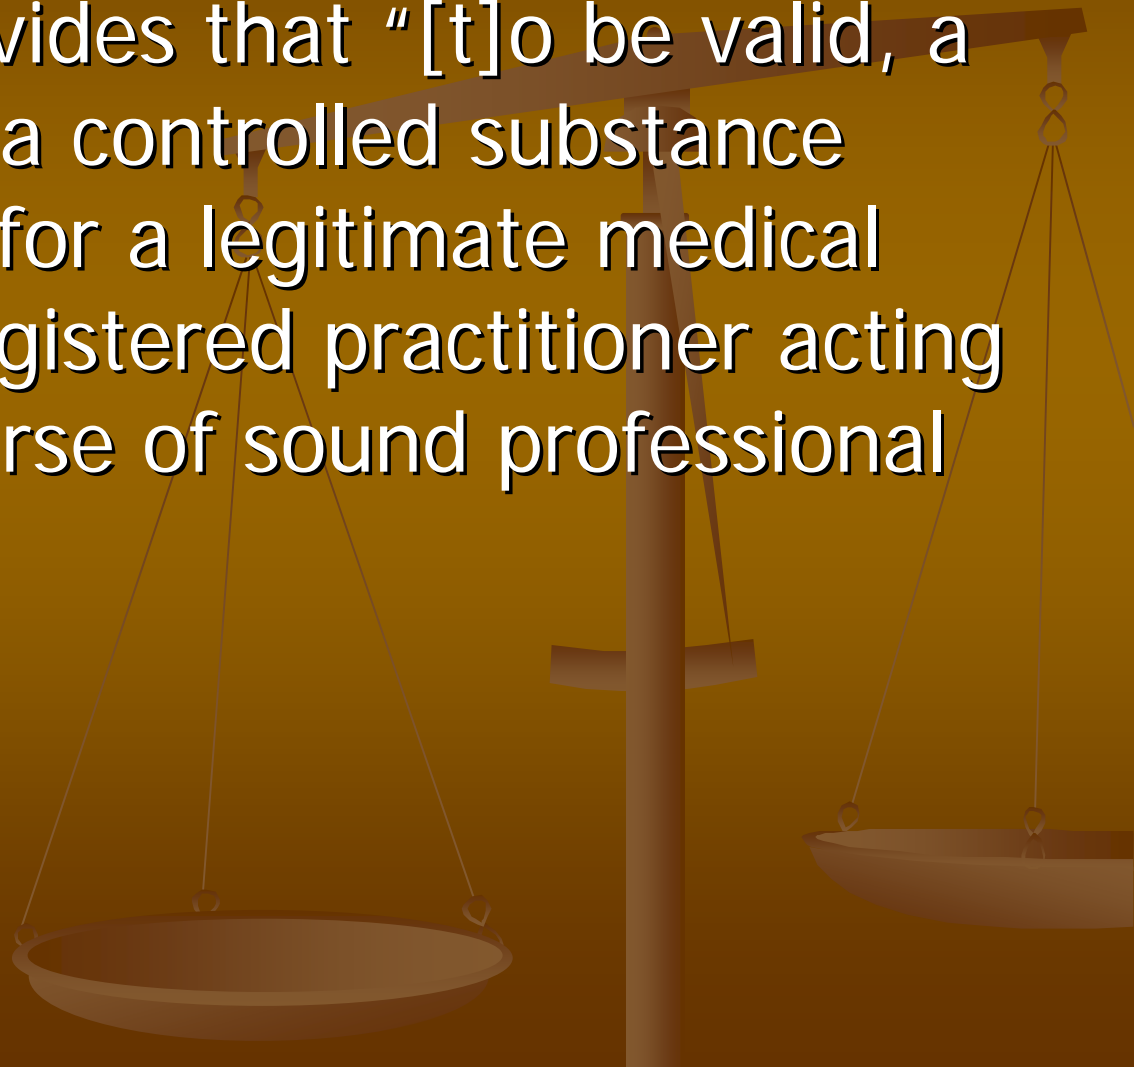 vides that “[t]o be valid, a
a controlled substance
for a legitimate medical
gistered practitioner acting
rse of sound professional